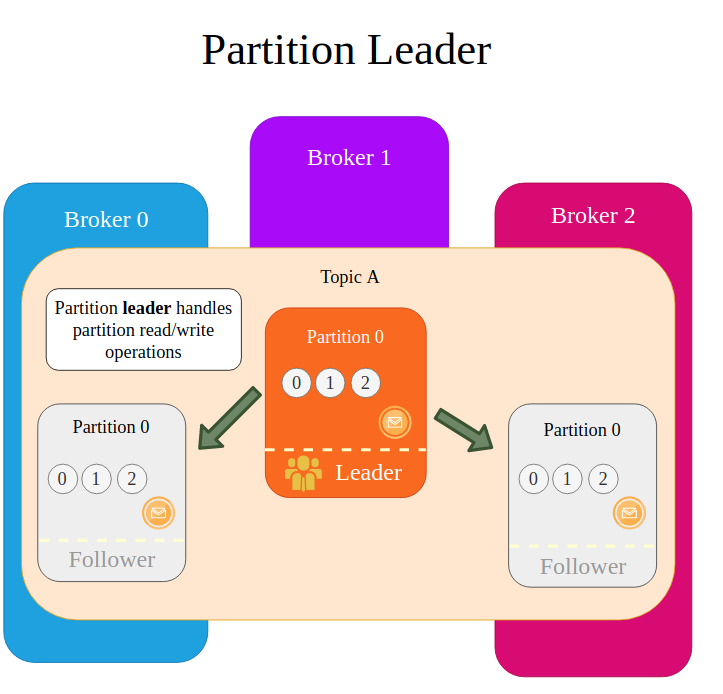 Partition Leader
Broker 1
Broker 0
Broker 2
Topic A
Partition leader handles
partition read/write
operations
Partition 0
0 1 2
Leader
Partition 0
0 1 2
Follower
Partition 0
0 1 2
Follower